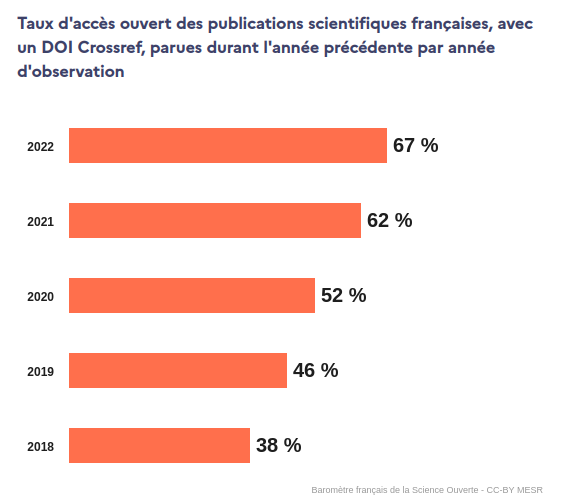 Taux d'accès ouvert des publications scientifiques françaises, avec
un DOI Crossref, parues durant l'année précédente par année
d'observation
2022 67 %
2021 62 %
2020 52 %
2019 46 %
2018 38 %
Baromètre français de la Science Ouverte - CC-BY MESR